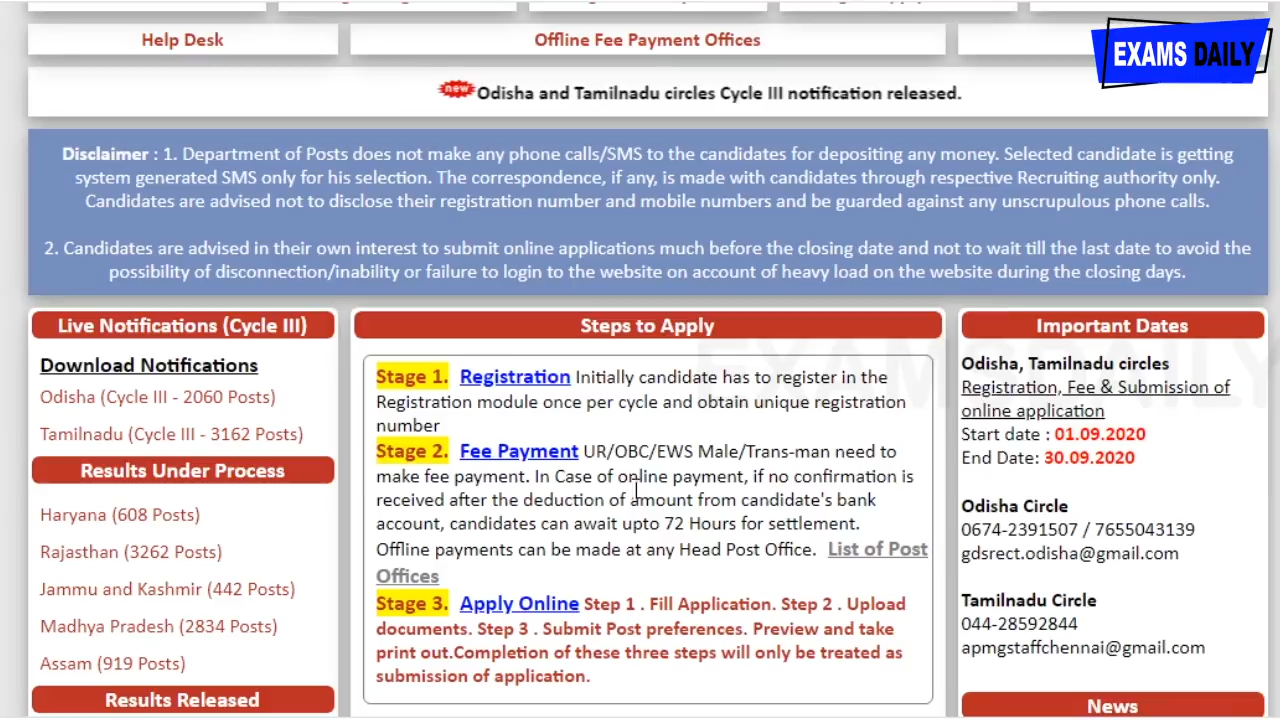 Help Desk
Offline Fee Payment Offices
EXAMS DAILY
new Odisha and Tamilnadu circles Cycle III notification released.
Disclaimer : 1. Department of Posts does not make any phone calls/SMS to the candidates for depositing any money. Selected candidate is getting
system generated SMS only for his selection. The correspondence, if any, is made with candidates through respective Recruiting authority only.
Candidates are advised not to disclose their registration number and mobile numbers and be guarded against any unscrupulous phone calls.
2. Candidates are advised in their own interest to submit online applications much before the closing date and not to wait till the last date to avoid the
possibility of disconnection/inability or failure to login to the website on account of heavy load on the website during the closing days.
Live Notifications (Cycle III)
Download Notifications
Odisha (Cycle III - 2060 Posts)
Tamilnadu (Cycle III - 3162 Posts)
Results Under Process
Haryana (608 Posts)
Rajasthan (3262 Posts)
Jammu and Kashmir (442 Posts)
Madhya Pradesh (2834 Posts)
Assam (919 Posts)
Results Released
Steps to Apply
Stage 1. Registration Initially candidate has to register in the
Registration module once per cycle and obtain unique registration
number
Stage 2. Fee Payment UR/OBC/EWS Male/Trans-man need to
make fee payment. In Case of online payment, if no confirmation is
received after the deduction of amount from candidate's bank
account, candidates can await upto 72 Hours for settlement.
Offline payments can be made at any Head Post Office. List of Post
Offices
Stage 3. Apply Online Step 1 . Fill Application. Step 2 . Upload
documents. Step 3 . Submit Post preferences. Preview and take
print out.Completion of these three steps will only be treated as
submission of application.
Important Dates
Odisha, Tamilnadu circles
Registration, Fee & Submission of
online application
Start date : 01.09.2020
End Date: 30.09.2020
Odisha Circle
0674-2391507 / 7655043139
gdsrect.odisha@gmail.com
Tamilnadu Circle
044-28592844
apmgstaffchennai@gmail.com
News
EXAMSDAILY